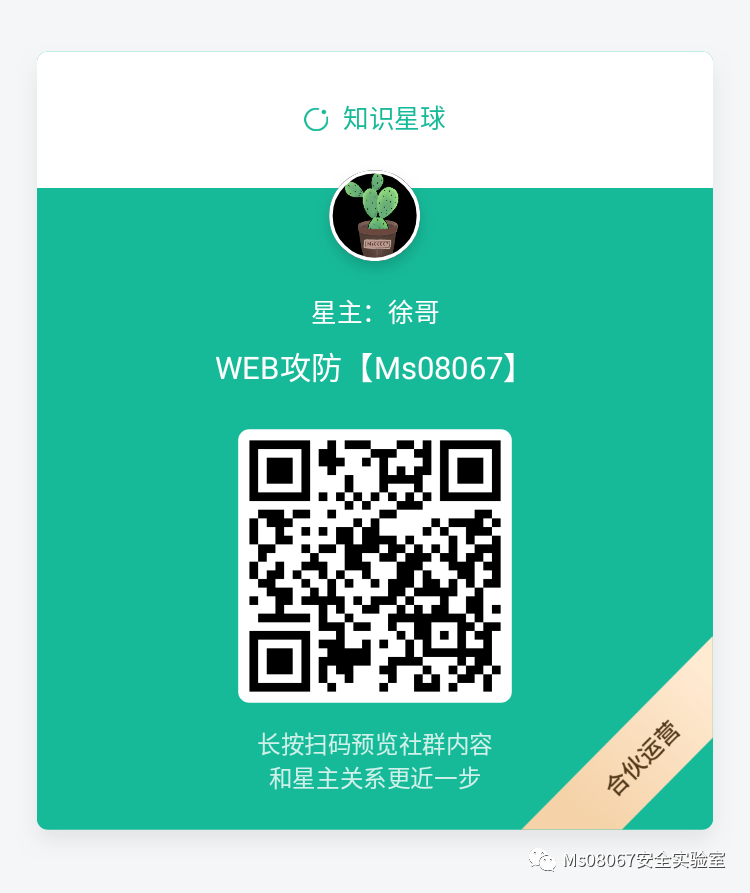 知识星球
星主：徐哥
WEB攻防【Ms08067】
长按扫码预览社群内容
和星主关系更近一步
合伙运营
Ms08067安全实验室